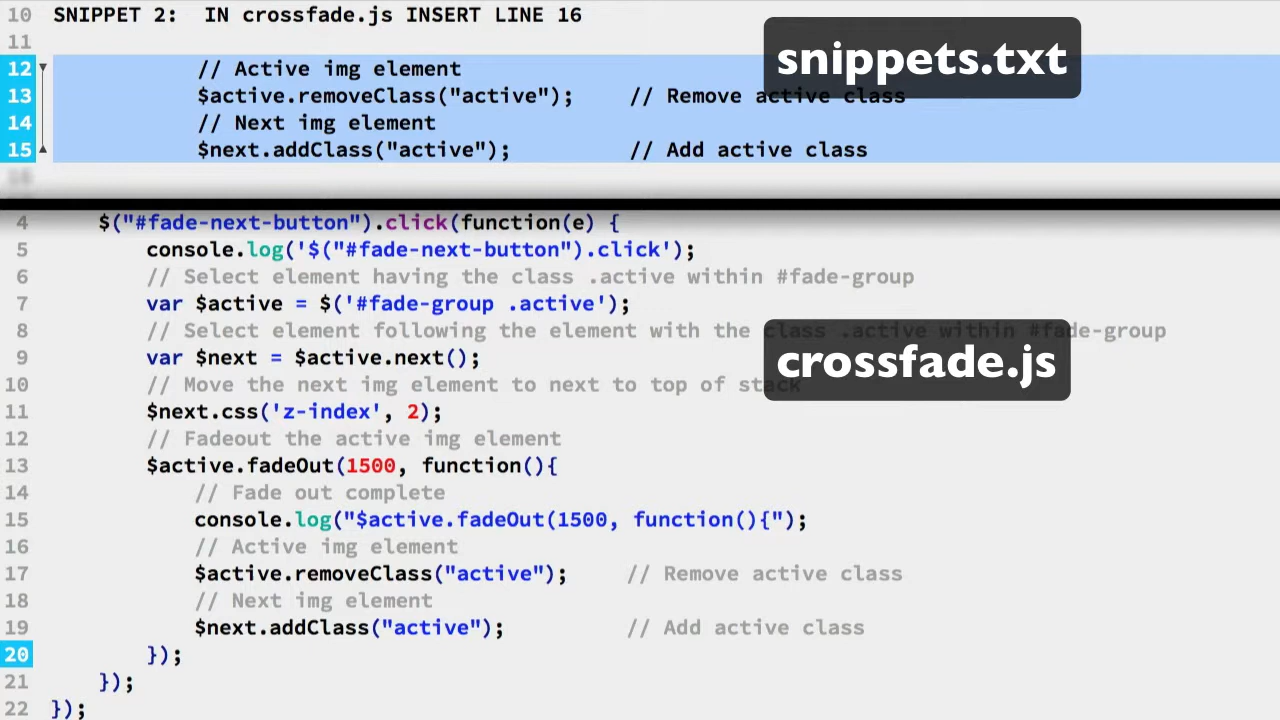 10 SNIPPET 2:  IN crossfade.js INSERT LINE 16
11
snippets.txt
12 // Active img element
13 $active.removeClass("active");     // Remove active class
14 // Next img element
15 $next.addClass("active");          // Add active class
4 $("#fade-next-button").click(function(e) {
5 console.log('$("#fade-next-button").click');
6 // Select element having the class .active within #fade-group
7 var $active = $('#fade-group .active');
8 // Select element following the element with the class .active within #fade-group
crossfade.js
9 var $next = $active.next();
10 // Move the next img element to next to top of stack
11 $next.css('z-index', 2);
12 // Fadeout the active img element
13 $active.fadeOut(1500, function(){
14 // Fade out complete
15 console.log("$active.fadeOut(1500, function(){");
16 // Active img element
17 $active.removeClass("active");     // Remove active class
18 // Next img element
19 $next.addClass("active");          // Add active class
20 });
21 });
22 });